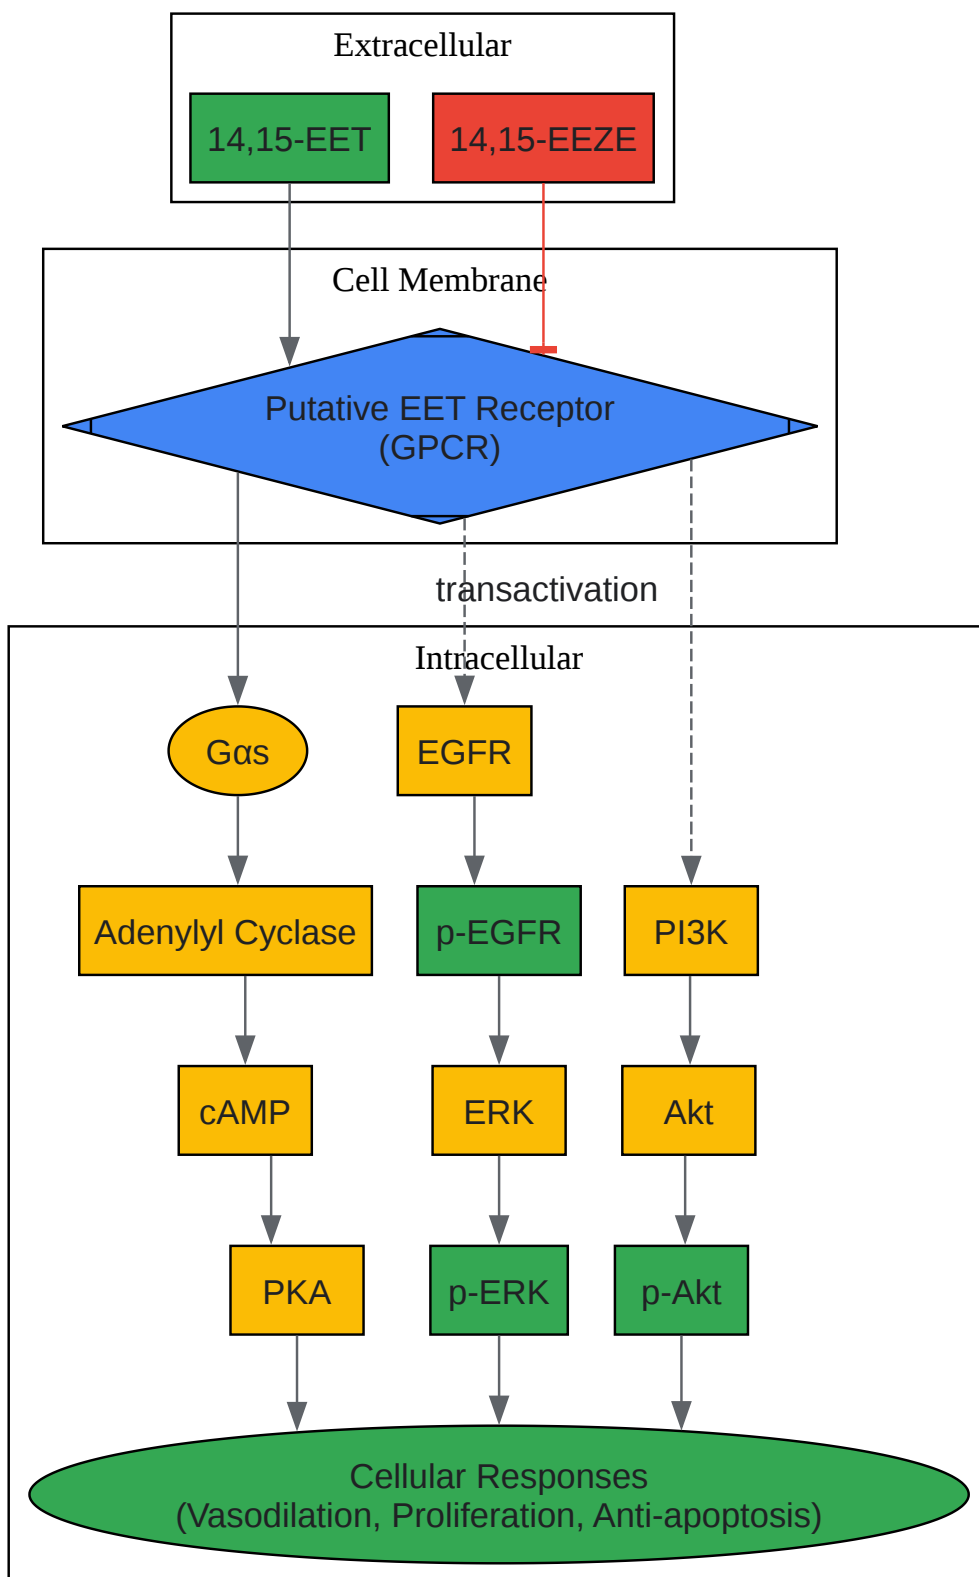 Extracellular
14,15-EET
14,15-EEZE
Cell Membrane
Putative EET Receptor
(GPCR)
transactivation
Intracellular
Gαs
EGFR
Adenylyl Cyclase
p-EGFR
PI3K
cAMP
ERK
Akt
PKA
p-ERK
p-Akt
Cellular Responses
(Vasodilation, Proliferation, Anti-apoptosis)